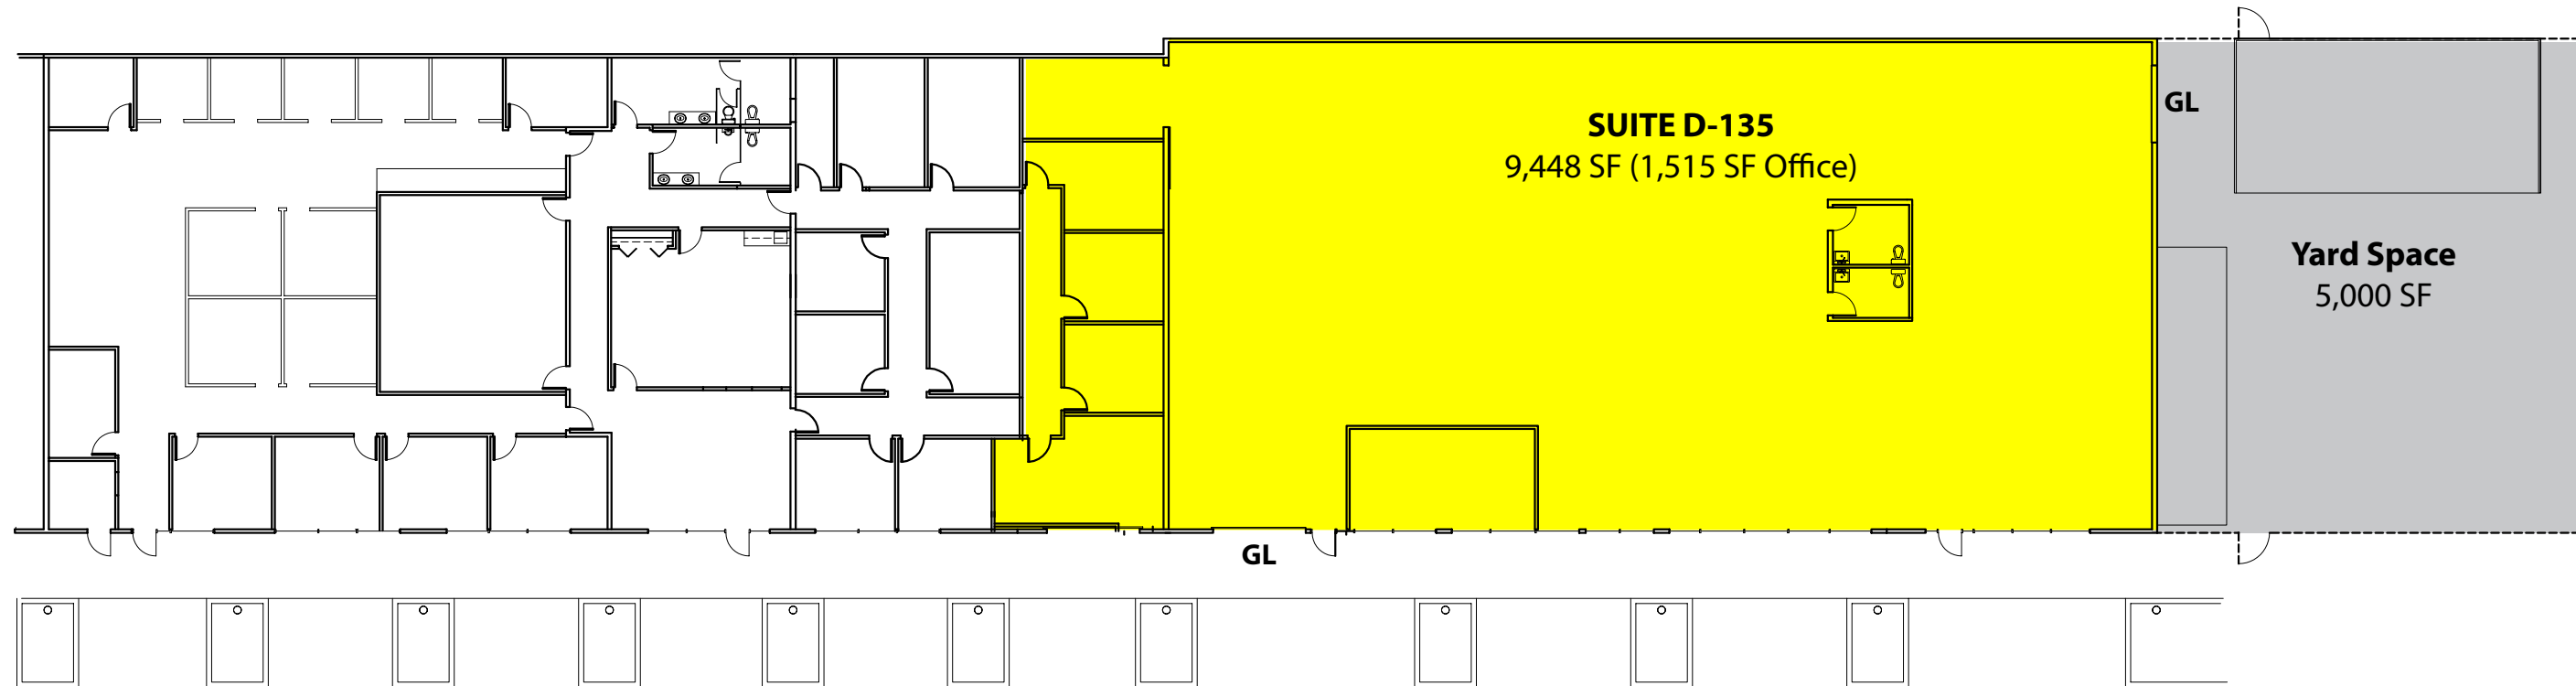 GL
SUITE D-135
9,448 SF (1,515 SF Office)
Yard Space
5,000 SF
GL